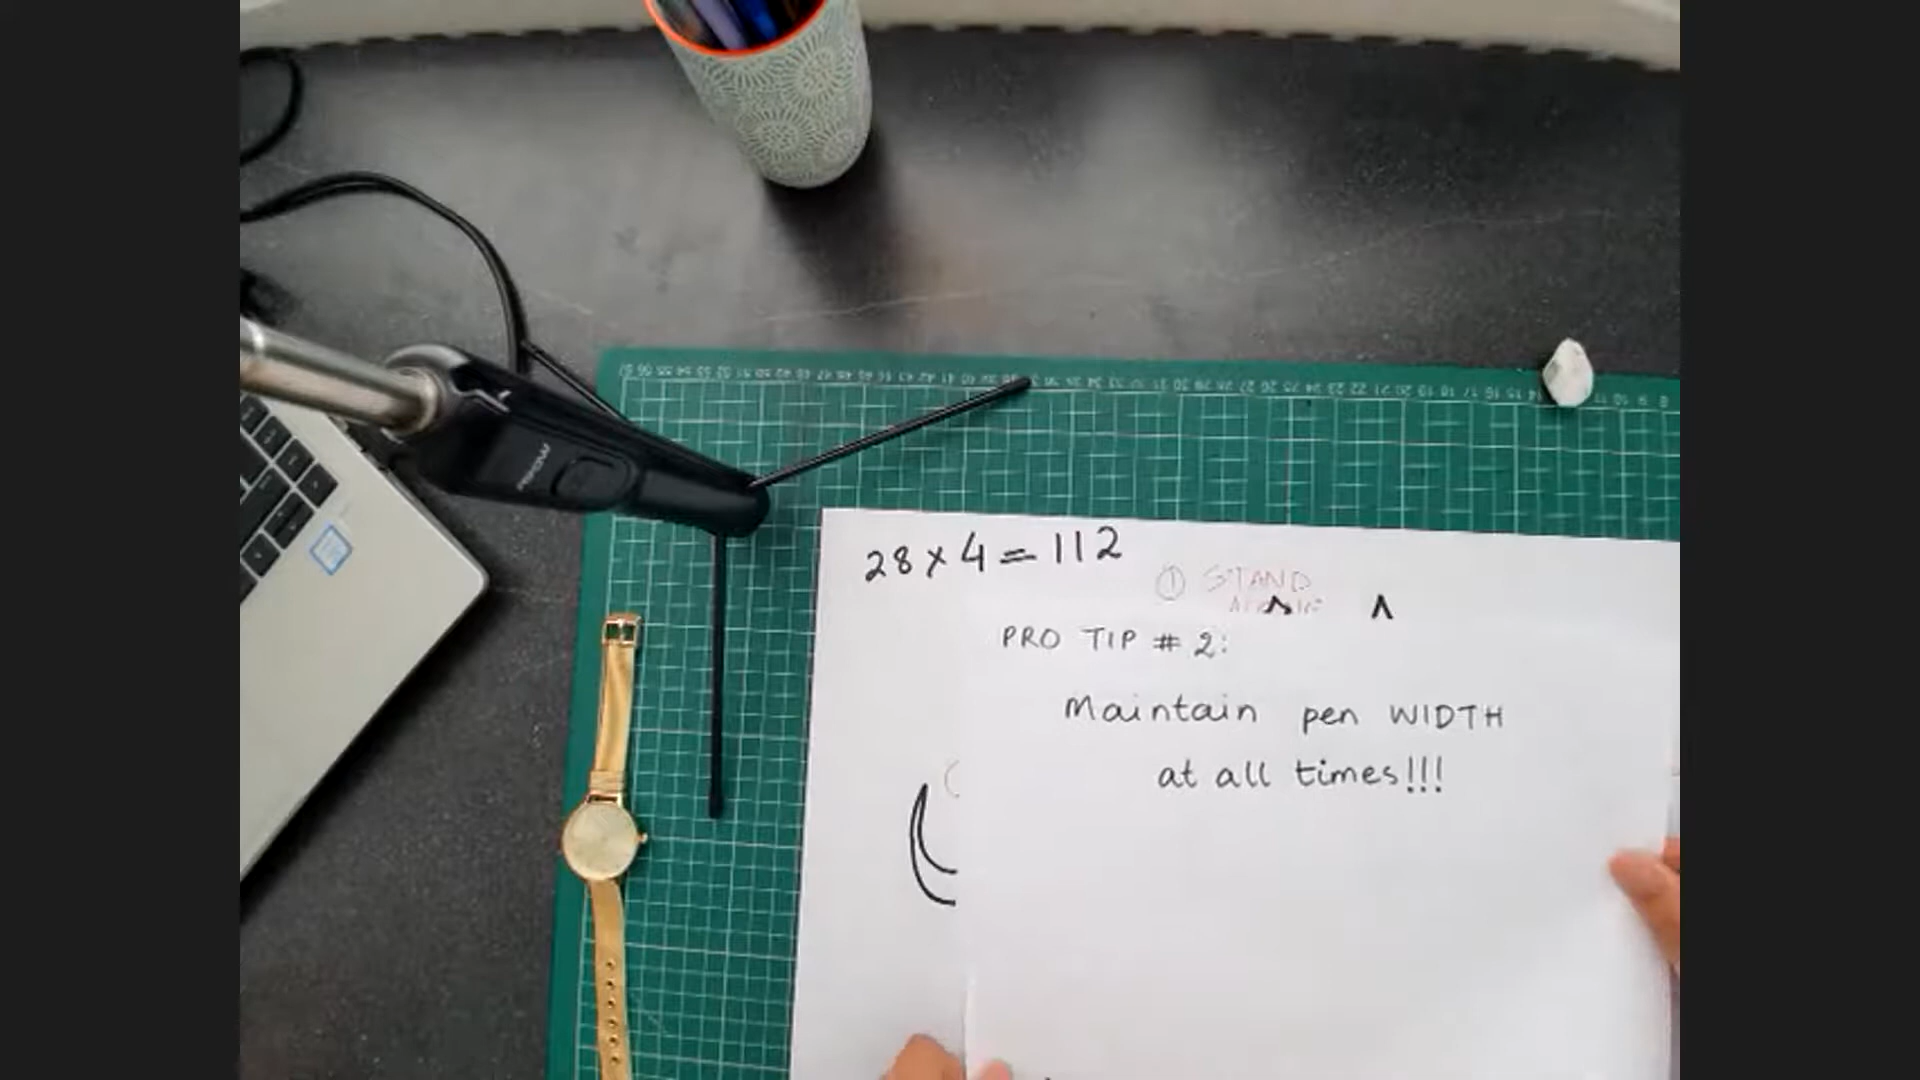 28 x 4 = 112
① STAND
PRO TIP # 2:
Maintain pen WIDTH
at all times!!!